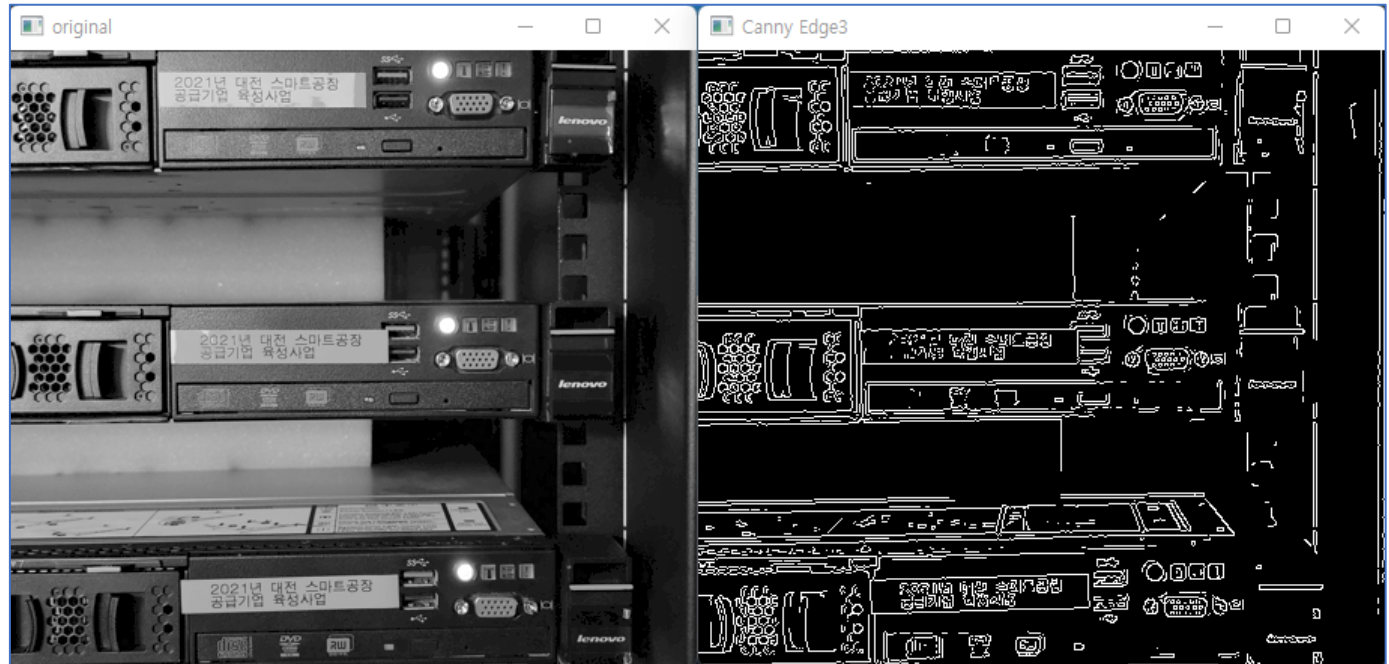 original
Canny Edge3
2021년 대전 스마트공장
공급기업 육성사업
lenovo
2021년 대전 스마트공장
공급기업 육성사업
lenovo
DVD
2021년 대전 스마트공장
공급기업 육성사업
disc
DVD
RW
lenovo